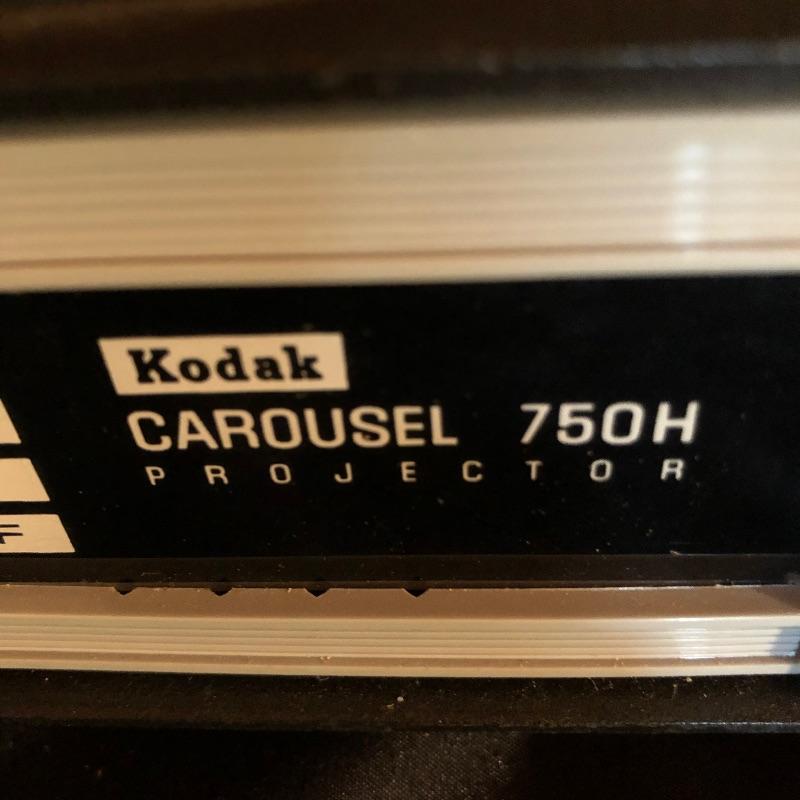 Kodak
CAROUSEL 750H
PROJECTOR
F